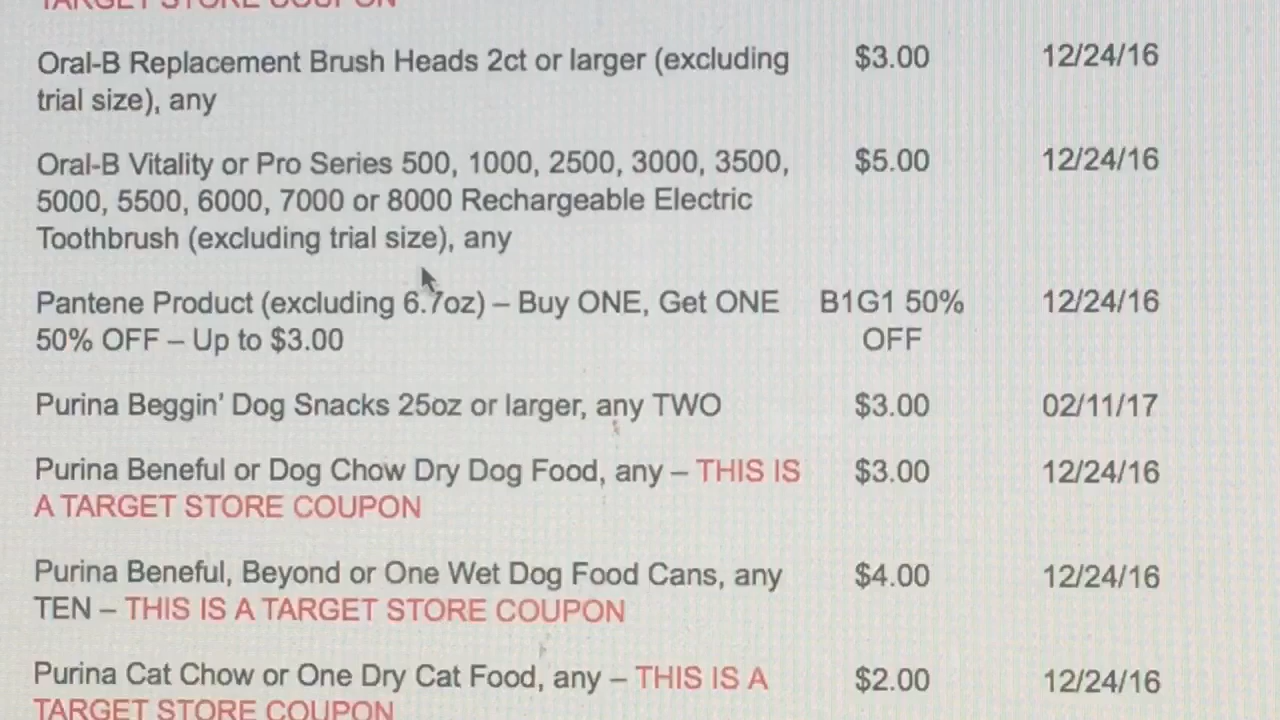 TARGET STORE COUPON
Oral-B Replacement Brush Heads 2ct or larger (excluding $3.00 12/24/16
trial size), any
Oral-B Vitality or Pro Series 500, 1000, 2500, 3000, 3500, $5.00 12/24/16
5000, 5500, 6000, 7000 or 8000 Rechargeable Electric
Toothbrush (excluding trial size), any
Pantene Product (excluding 6.7oz) – Buy ONE, Get ONE B1G1 50% 12/24/16
50% OFF – Up to $3.00 OFF
Purina Beggin’ Dog Snacks 25oz or larger, any TWO $3.00 02/11/17
Purina Beneful or Dog Chow Dry Dog Food, any – THIS IS $3.00 12/24/16
A TARGET STORE COUPON
Purina Beneful, Beyond or One Wet Dog Food Cans, any $4.00 12/24/16
TEN – THIS IS A TARGET STORE COUPON
Purina Cat Chow or One Dry Cat Food, any – THIS IS A $2.00 12/24/16
TARGET STORE COUPON